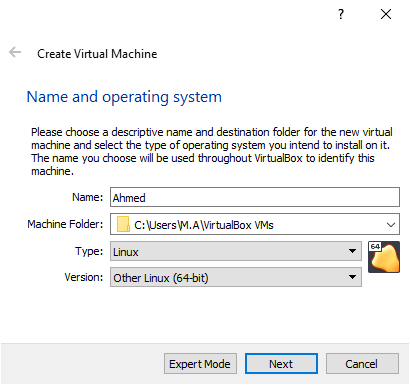 ?
Create Virtual Machine
Name and operating system
Please choose a descriptive name and destination folder for the new virtual
machine and select the type of operating system you intend to install on it.
The name you choose will be used throughout VirtualBox to identify this
machine.
Name: Ahmed
Machine Folder: C:\Users\M.A\VirtualBox VMs
Type: Linux
64
Version: Other Linux (64-bit)
Expert Mode Next Cancel